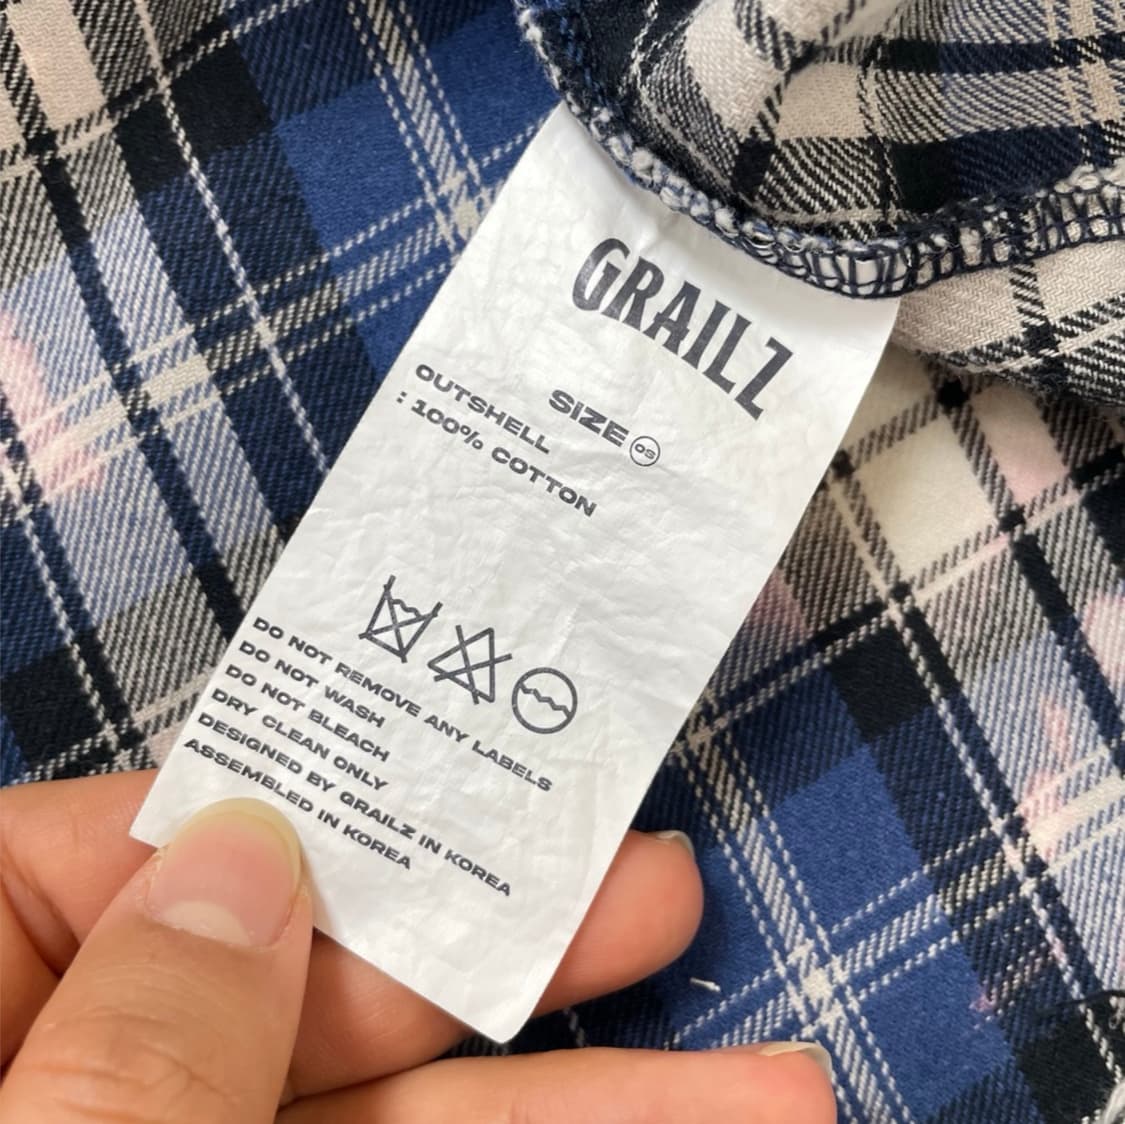 GRAILZ
SIZE OS
OUTSHELL
: 100% COTTON
DO NOT REMOVE ANY LABELS
DO NOT WASH
DO NOT BLEACH
DRY CLEAN ONLY
DESIGNED BY GRAILZ IN KOREA
ASSEMBLED IN KOREA